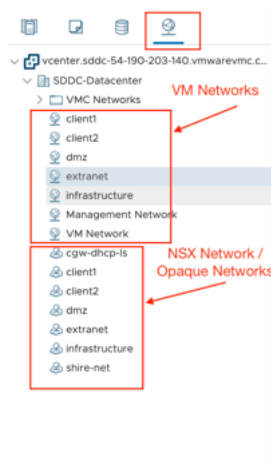 vcenter.sddc-54-190-203-140.vmwarevmc.c...
SDDC-Datacenter
VMC Networks
VM Networks
client1
client2
dmz
extranet
infrastructure
Management Network
VM Network
cgw-dhcp-ls
NSX Network /
Opaque Networks
client1
client2
dmz
extranet
infrastructure
shire-net